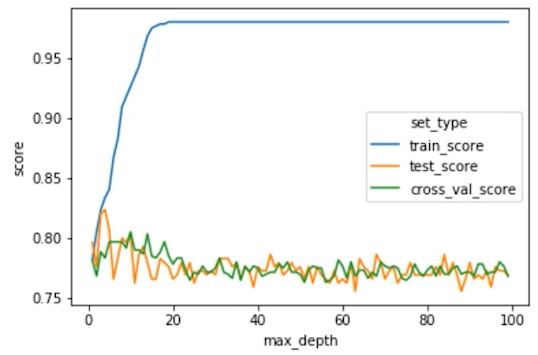 0.95
0.90
0.85
0.80
0.75
score
set_type
train_score
test_score
cross_val_score
0 20 40 60 80 100
max_depth